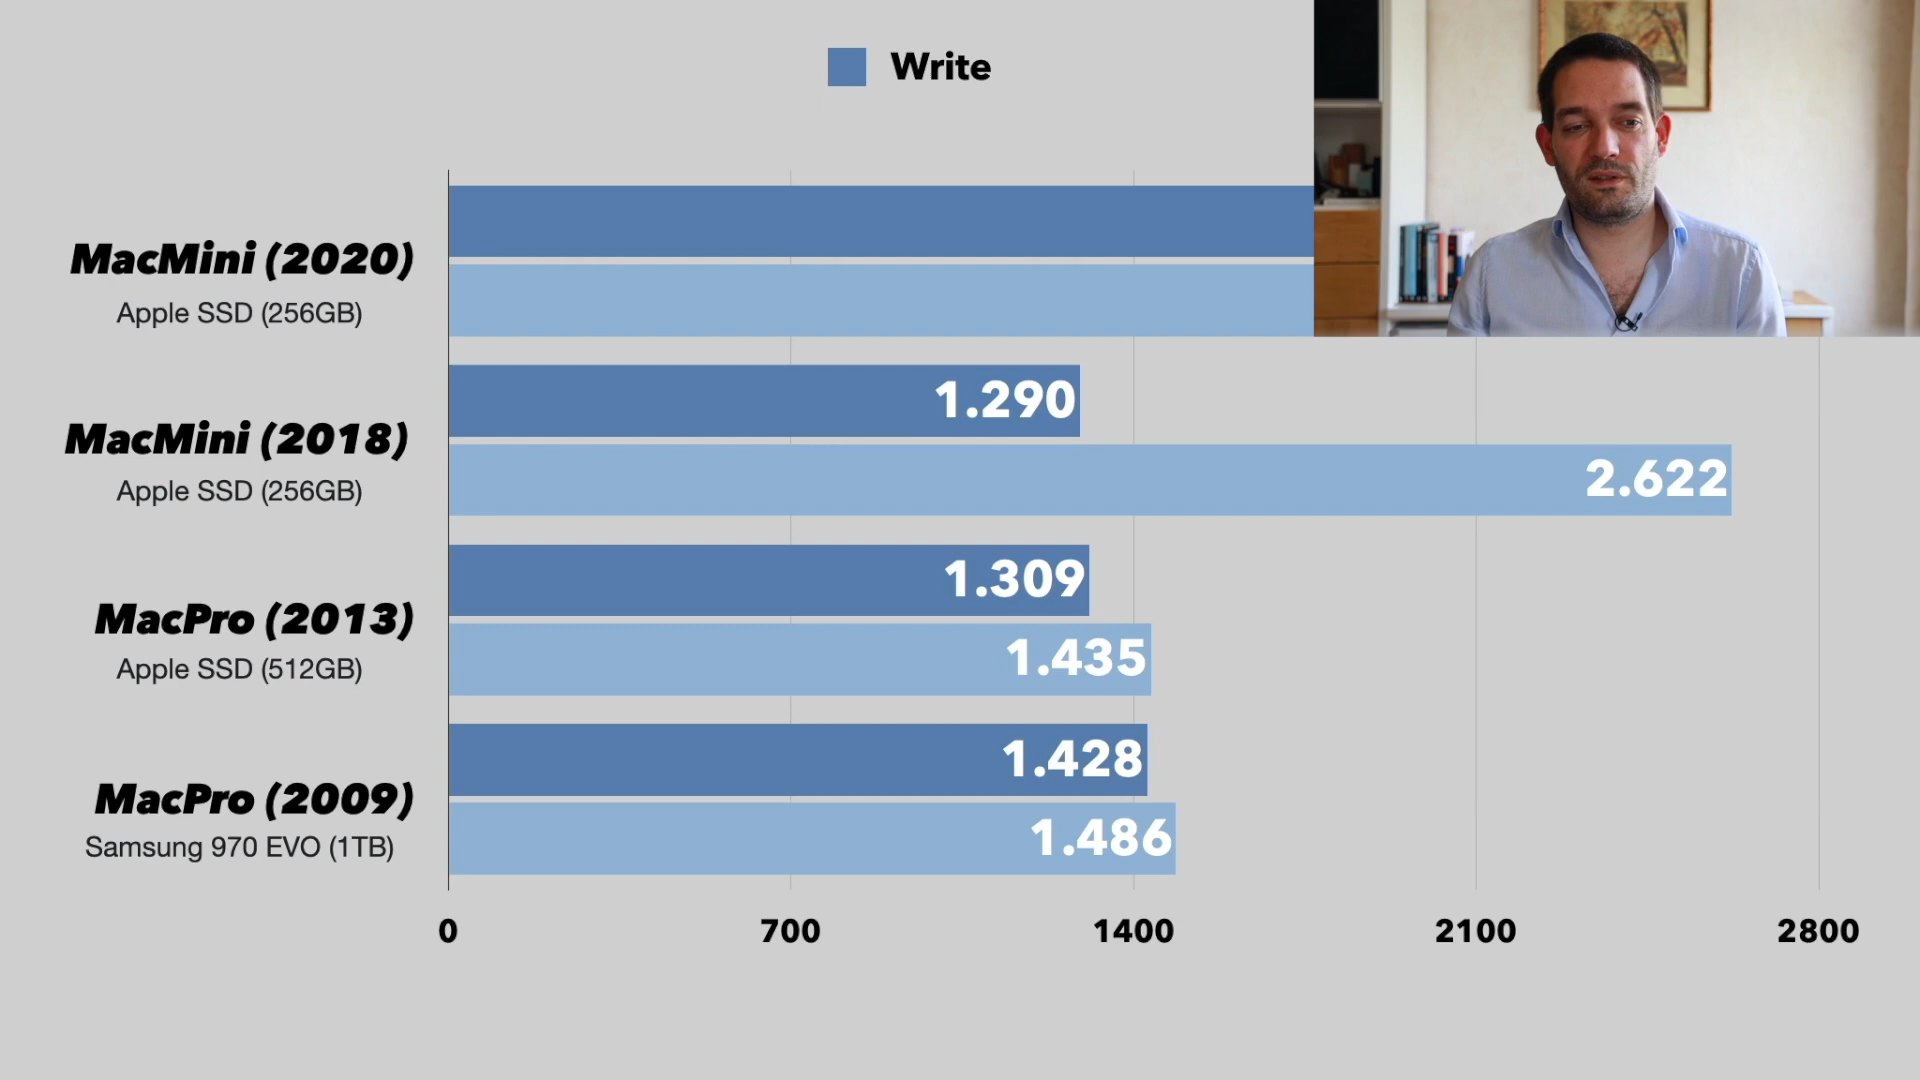 Write
MacMini (2020)
Apple SSD (256GB)
1.290
MacMini (2018)
2.622
Apple SSD (256GB)
1.309
MacPro (2013)
1.435
Apple SSD (512GB)
1.428
MacPro (2009)
1.486
Samsung 970 EVO (1TB)
0 700 1400 2100 2800